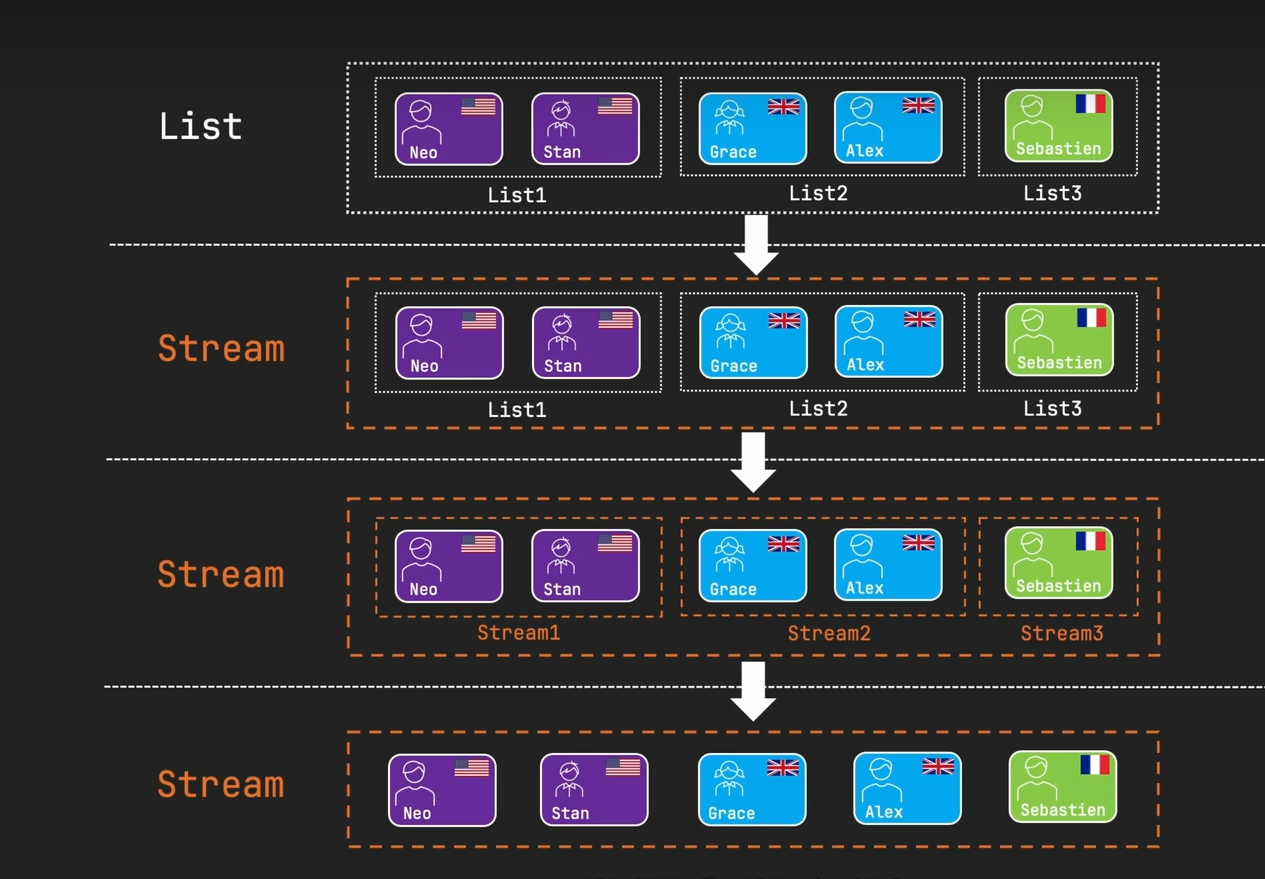 List
Neo
Stan
Grace
Alex
Sebastien
List1
List2
List3
Stream
Neo
Stan
Grace
Alex
Sebastien
List1
List2
List3
Stream
Neo
Stan
Grace
Alex
Sebastien
Stream1
Stream2
Stream3
Stream
Neo
Stan
Grace
Alex
Sebastien